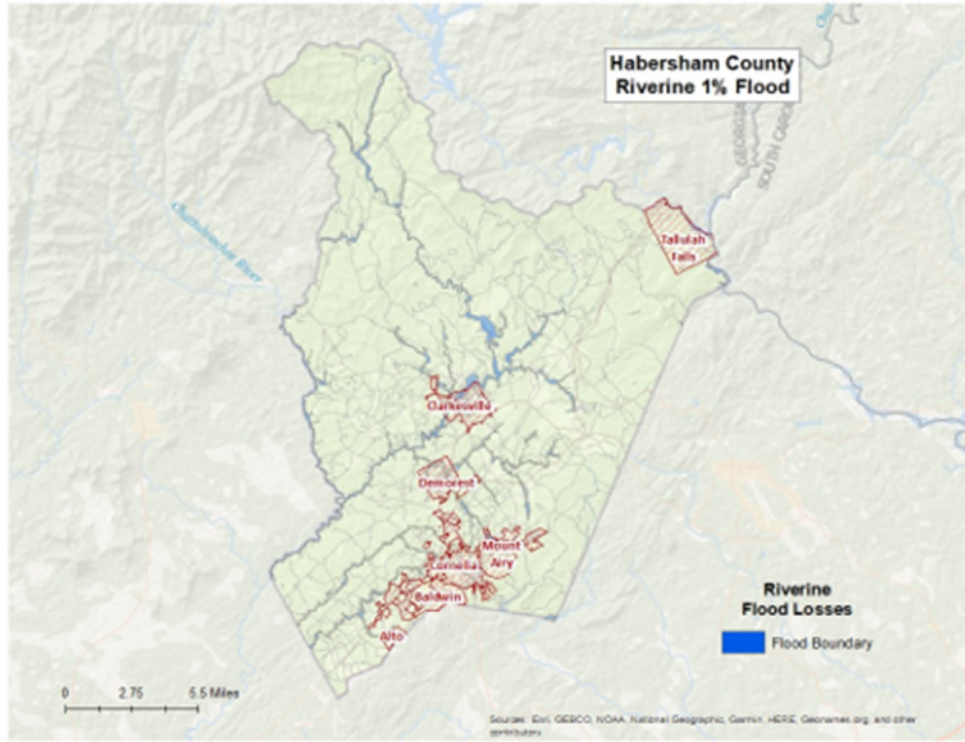 Habersham County
Riverine 1% Flood
GEORGIA
Chattahoochee River
Tallulah
Falls
Clarkesville
Demorest
Mount
Airy
Cornelia
Baldwin
Alto
Riverine
Flood Losses
Flood Boundary
0 2.75 5.5 Miles
Sources: Esri, GEBCO, NOAA, National Geographic, Garmin, HERE, Geonames.org, and other
contributors